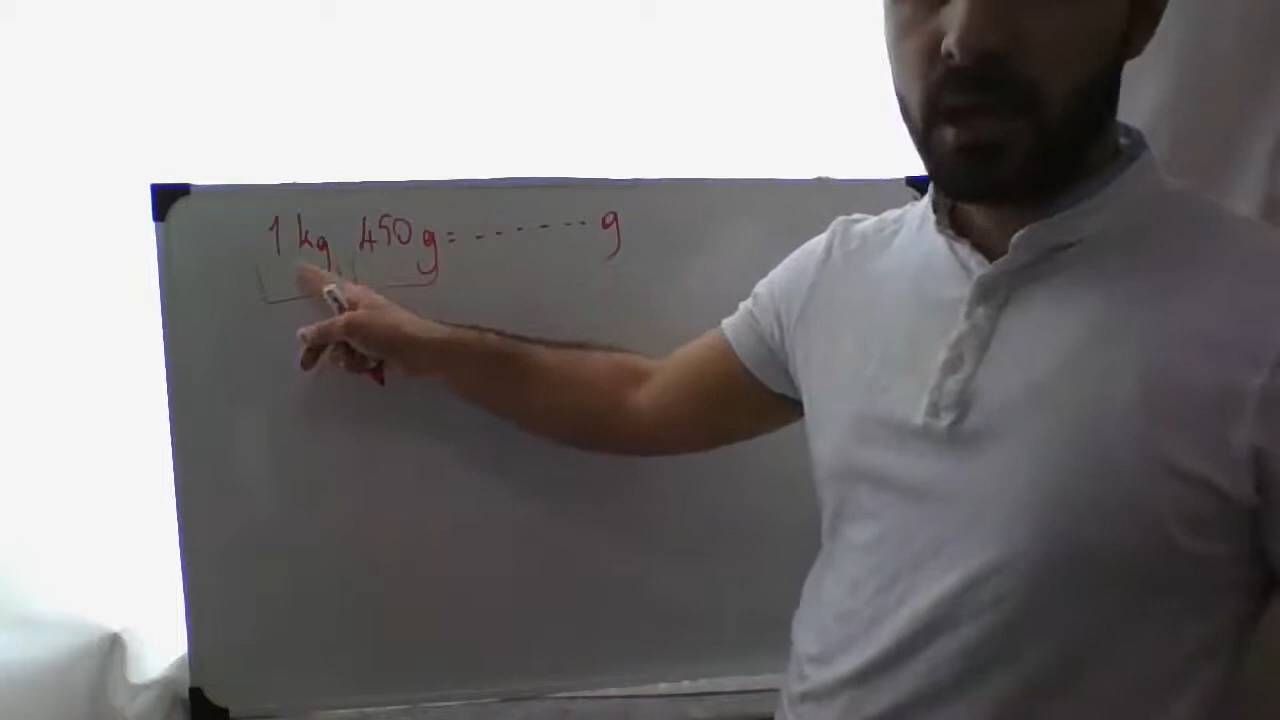 1 kg 450 g = ....... g